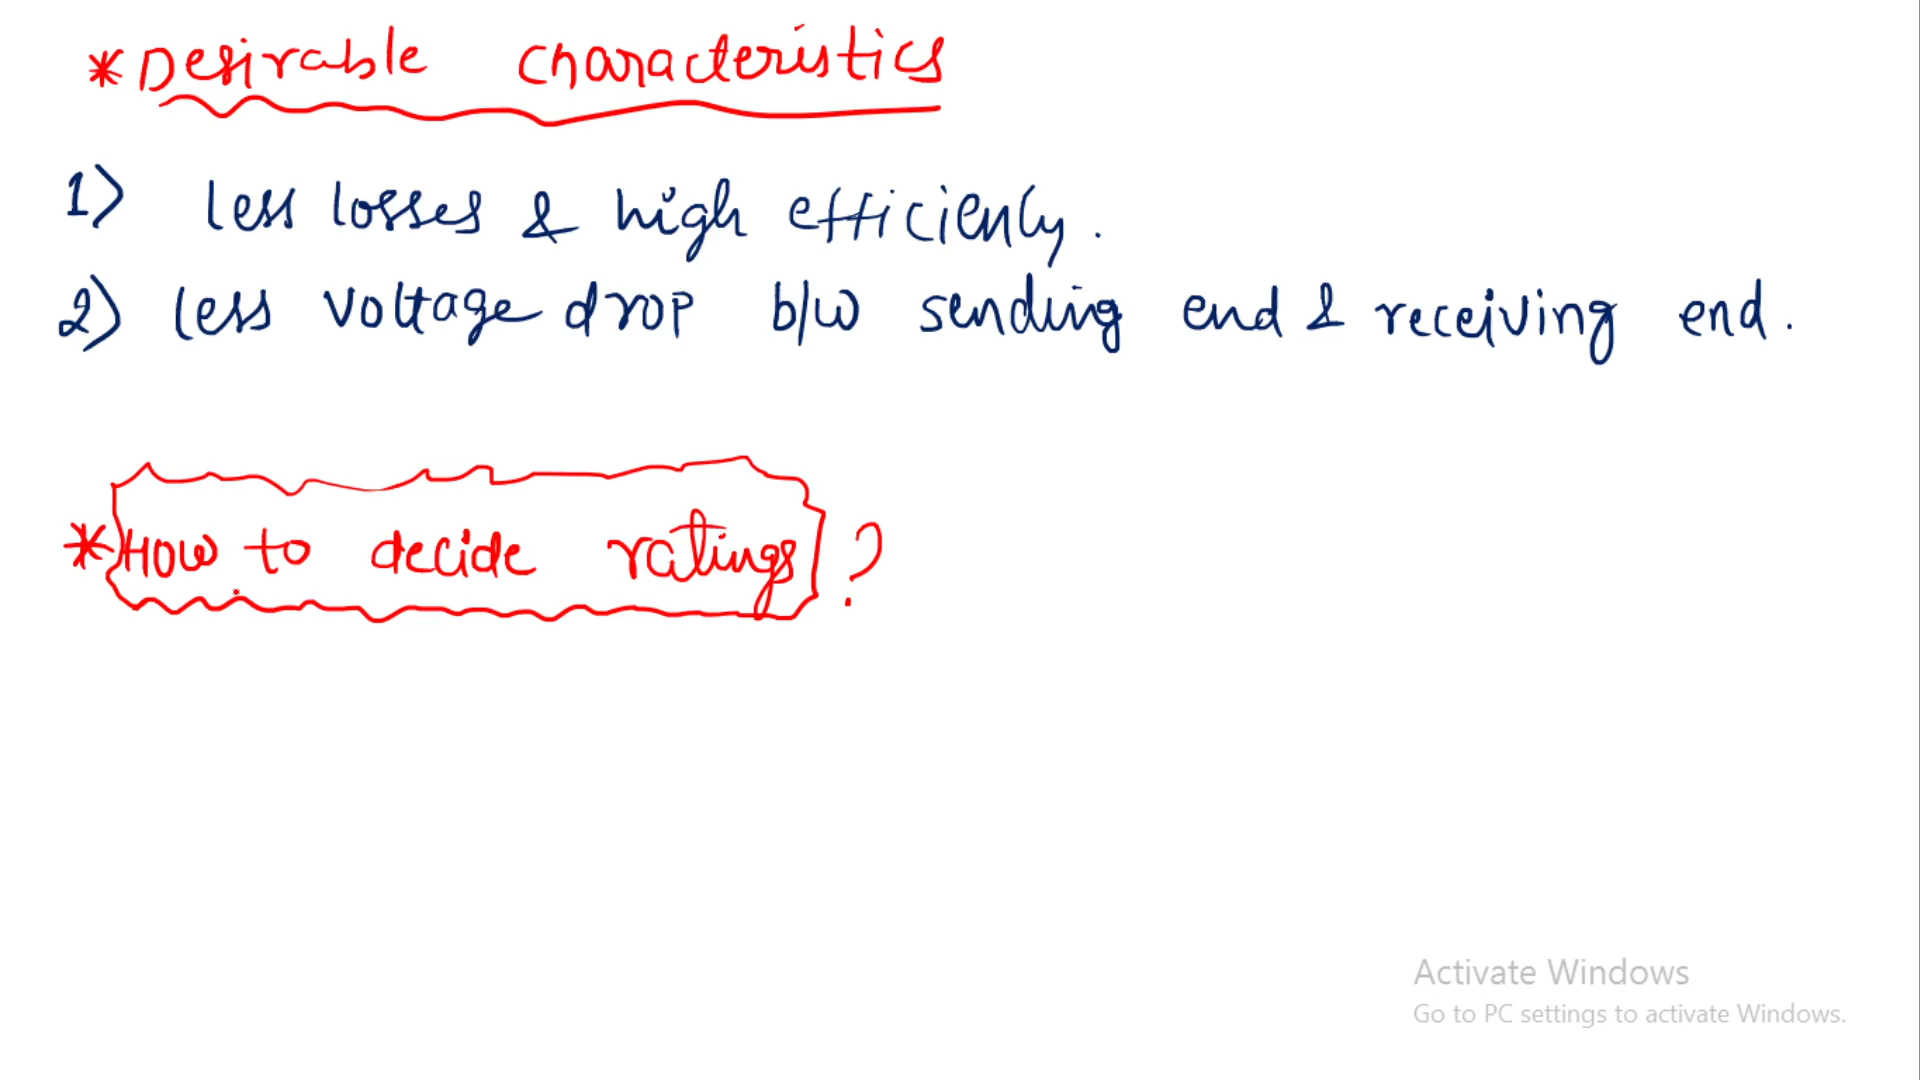 * Desirable characteristics
1) less losses & high efficiency.
2) less voltage drop b/w sending end & receiving end.
* How to decide ratings ?
Activate Windows
Go to PC settings to activate Windows.